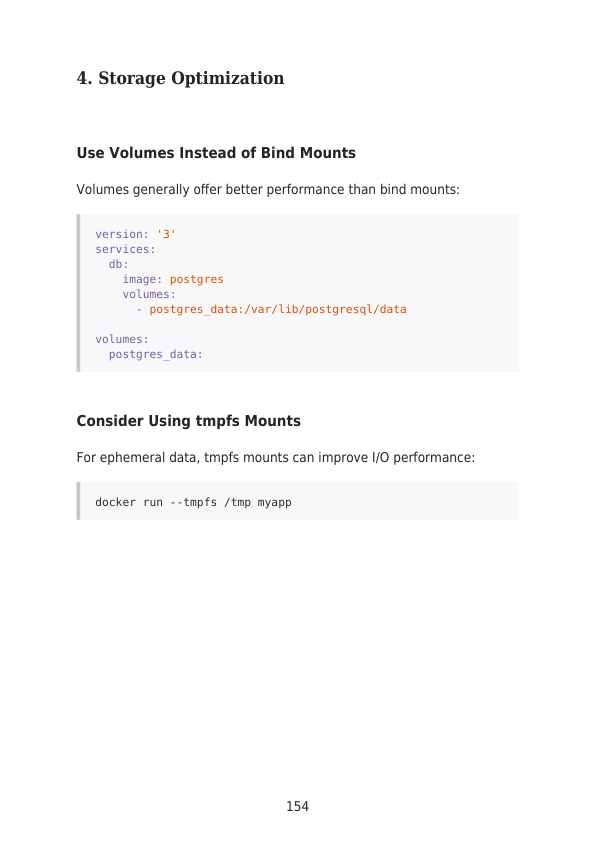 4. Storage Optimization
Use Volumes Instead of Bind Mounts
Volumes generally offer better performance than bind mounts:
version: '3'
services:
  db:
    image: postgres
    volumes:
      - postgres_data:/var/lib/postgresql/data
volumes:
  postgres_data:
Consider Using tmpfs Mounts
For ephemeral data, tmpfs mounts can improve I/O performance:
docker run --tmpfs /tmp myapp
154